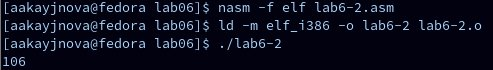 [aakayjnova@fedora lab06]$ nasm -f elf lab6-2.asm
[aakayjnova@fedora lab06]$ ld -m elf_i386 -o lab6-2 lab6-2.o
[aakayjnova@fedora lab06]$ ./lab6-2
106